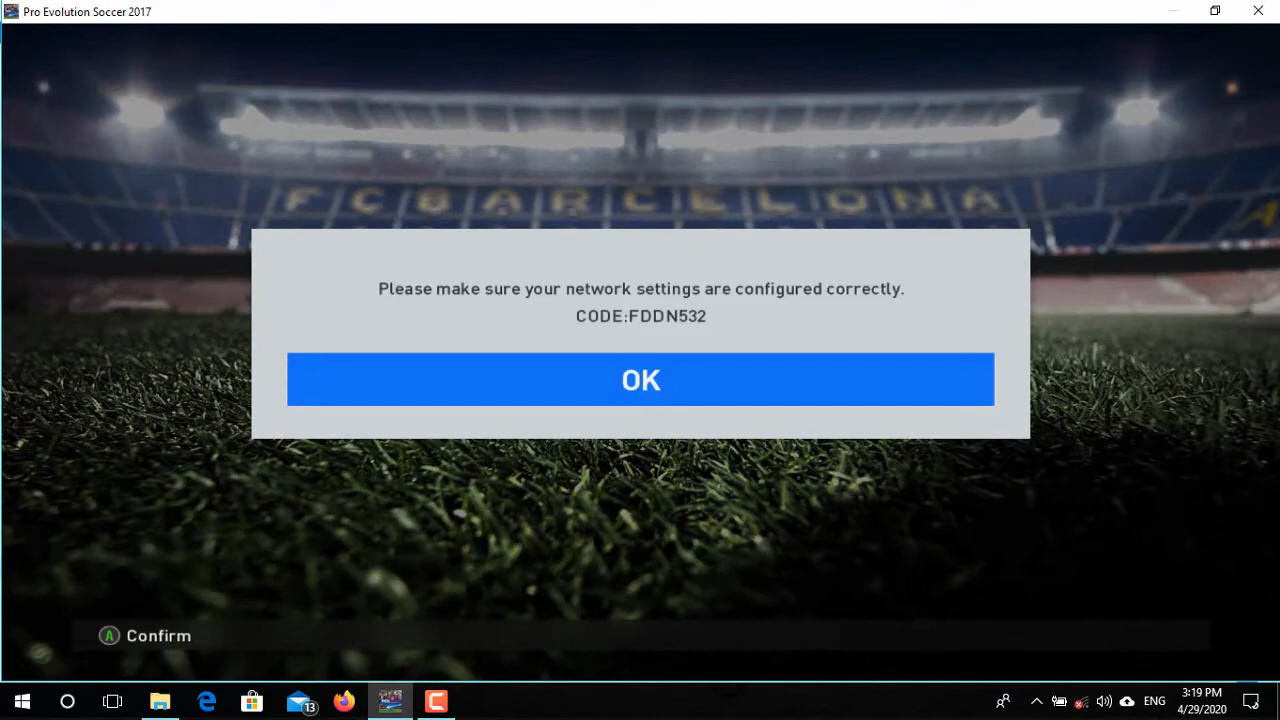 Pro Evolution Soccer 2017
FC BARCELONA
Please make sure your network settings are configured correctly.
CODE:FDDN532
OK
A Confirm
13
ENG
3:19 PM
4/29/2020